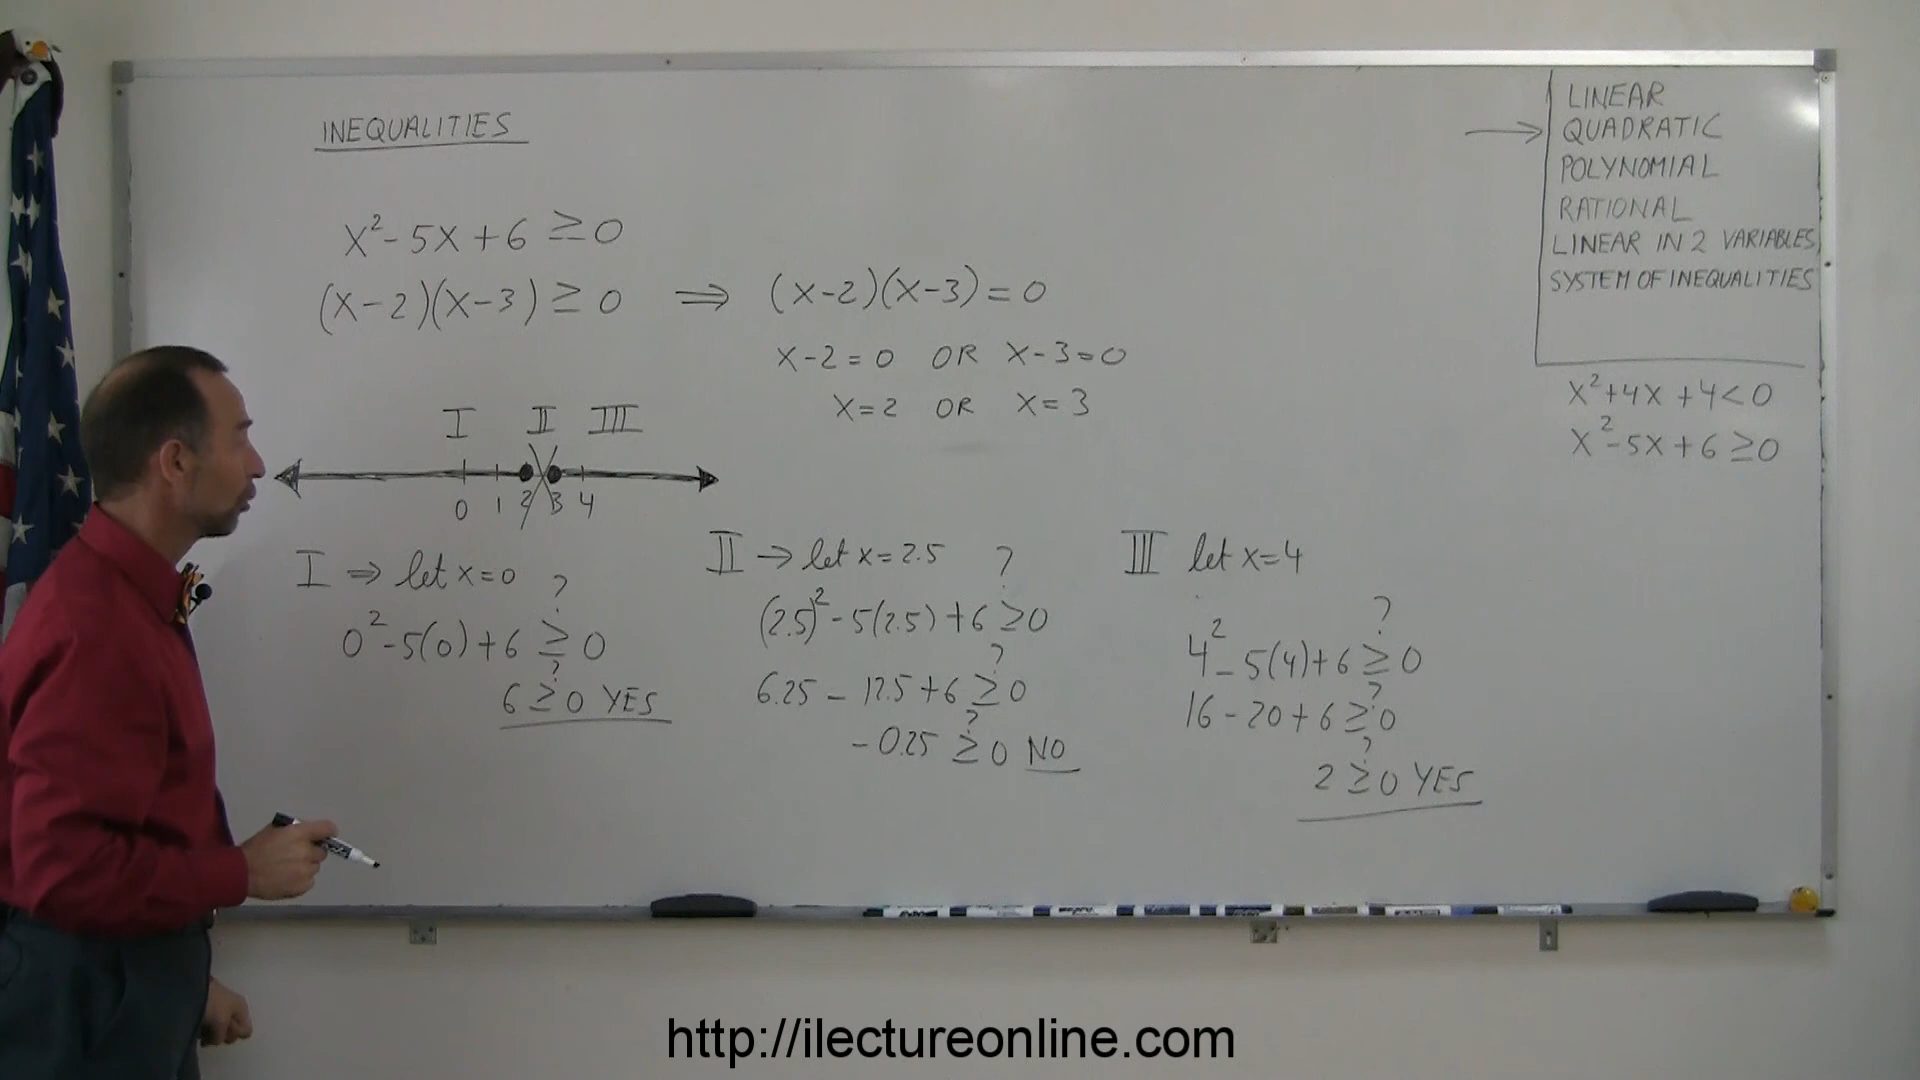 INEQUALITIES
x²-5x+6 ≥0
(x-2)(x-3) ≥ 0 ⇒ (x-2)(x-3)=0
x-2=0 OR x-3=0
x=2 OR x=3
I II III
0 1 2 3 4
I ⇒ let x=0
0²-5(0)+6 ≥ 0
?
6 ≥ 0 YES
?
II → let x=2.5
(2.5)²-5(2.5)+6 ≥0
?
6.25 - 12.5+6 ≥0
?
-0.25 ≥ 0 NO
?
III let x=4
4²-5(4)+6 ≥ 0
?
16-20+6 ≥0
?
2 ≥0 YES
?
LINEAR
→ QUADRATIC
POLYNOMIAL
RATIONAL
LINEAR IN 2 VARIABLES
SYSTEM OF INEQUALITIES
x²+4x+4<0
x²-5x+6 ≥0
http://ilectureonline.com